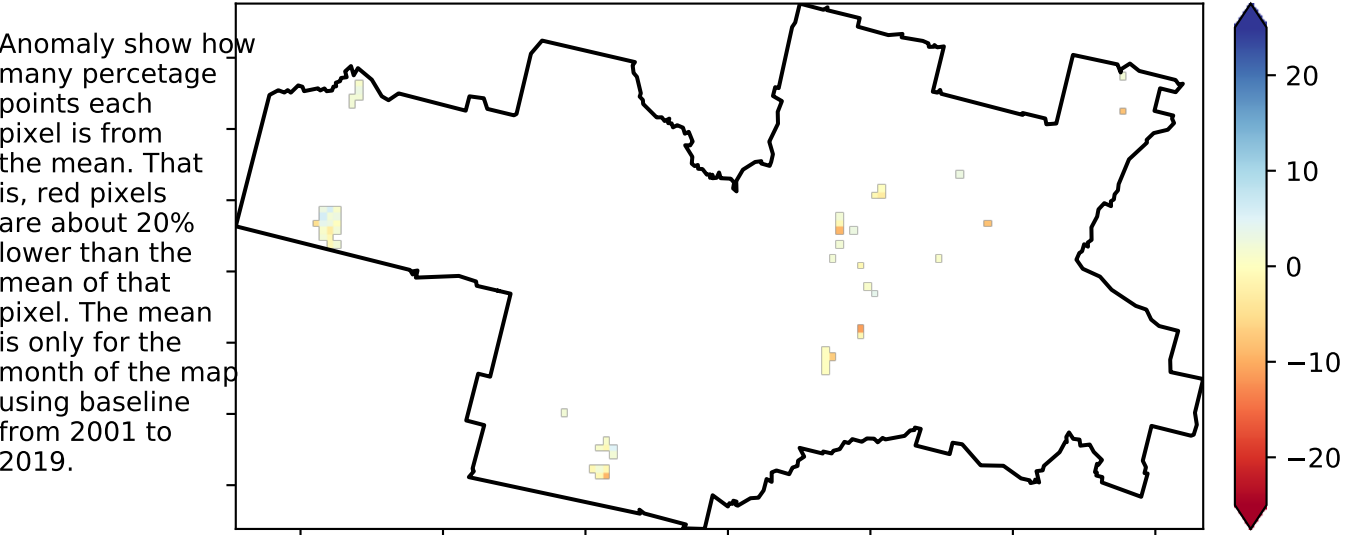 Anomaly show how
many percetage
points each
pixel is from
the mean. That
is, red pixels
are about 20%
lower than the
mean of that
pixel. The mean
is only for the
month of the map
using baseline
from 2001 to
2019.
20
10
0
−10
−20